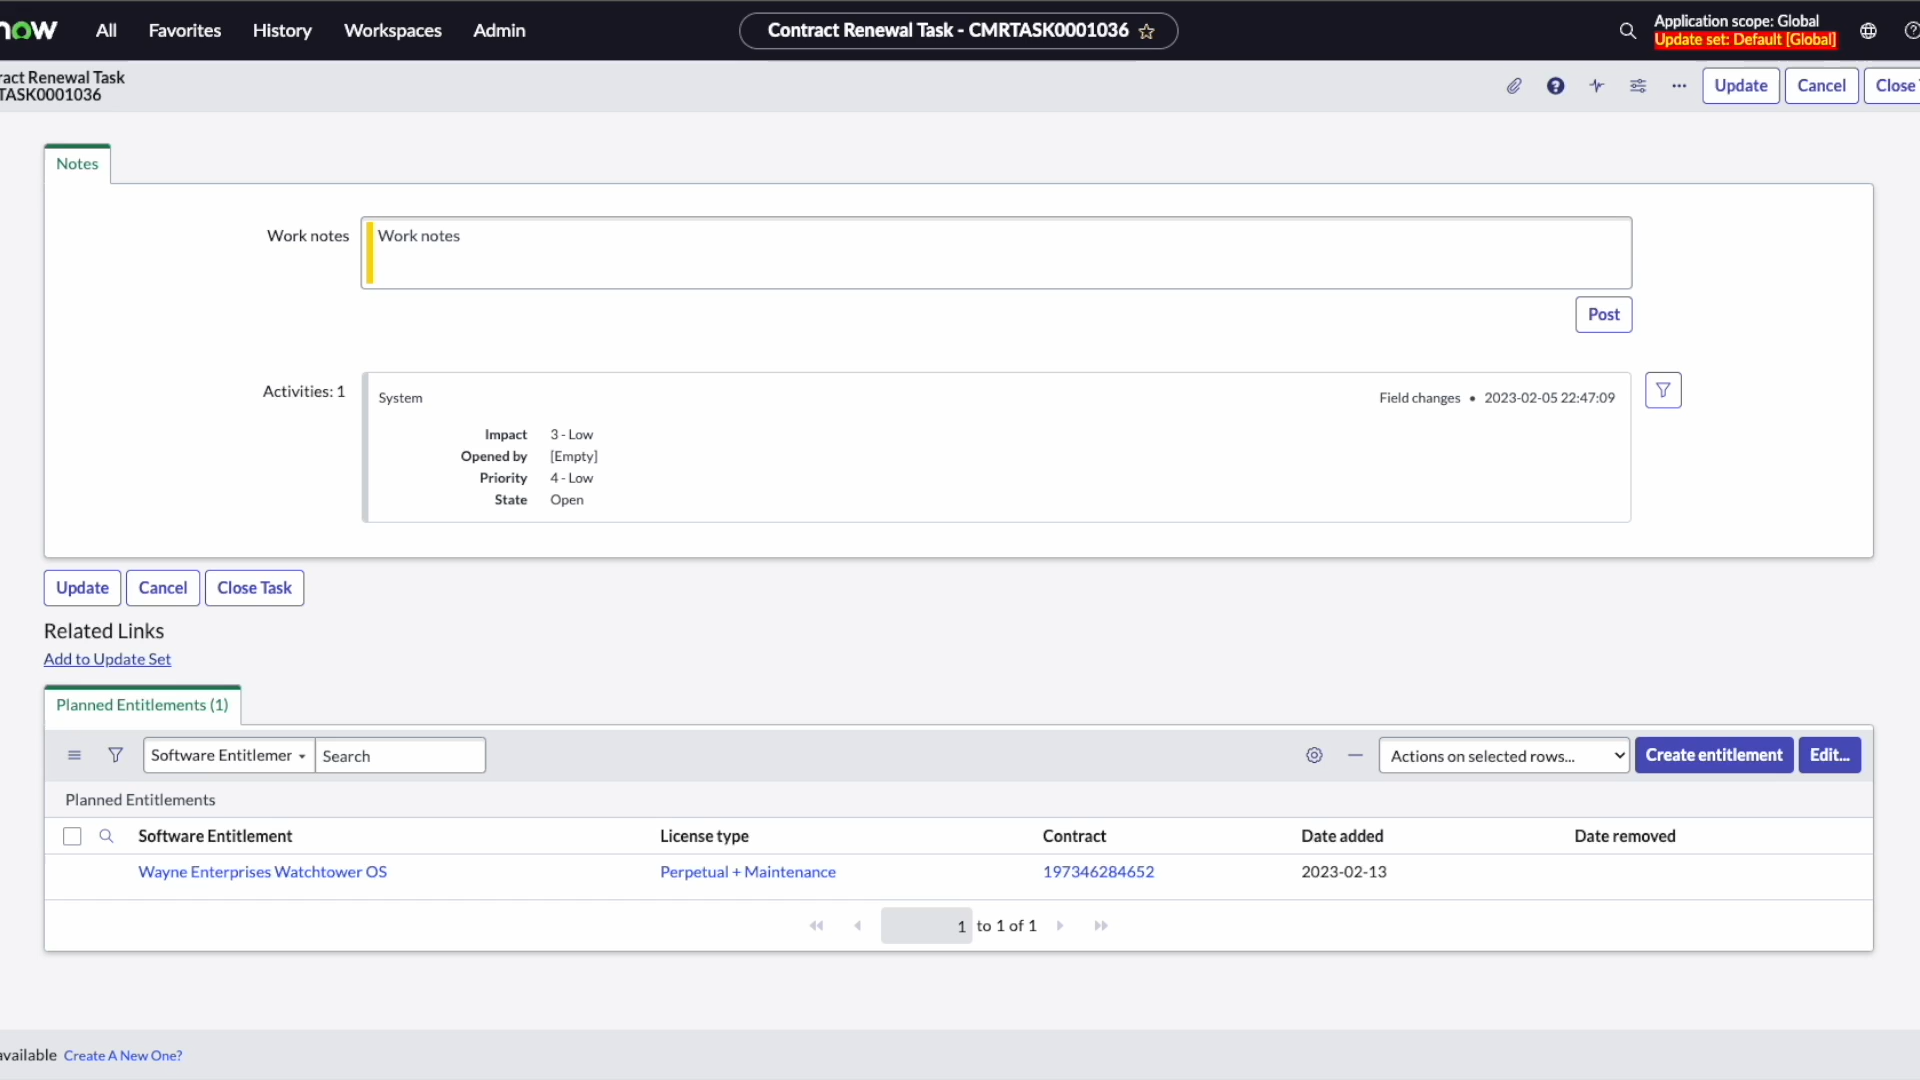 now
All
Favorites
History
Workspaces
Admin
Contract Renewal Task - CMRTASK0001036
Application scope: Global
Update set: Default [Global]
ract Renewal Task
TASK0001036
Update
Cancel
Close
Notes
Work notes
Work notes
Post
Activities: 1
System
Field changes • 2023-02-05 22:47:09
Impact 3 - Low
Opened by [Empty]
Priority 4 - Low
State Open
Update
Cancel
Close Task
Related Links
Add to Update Set
Planned Entitlements (1)
Software Entitlemer
Search
Actions on selected rows...
Create entitlement
Edit...
Planned Entitlements
Software Entitlement License type Contract Date added Date removed
Wayne Enterprises Watchtower OS Perpetual + Maintenance 197346284652 2023-02-13
1 to 1 of 1
available Create A New One?